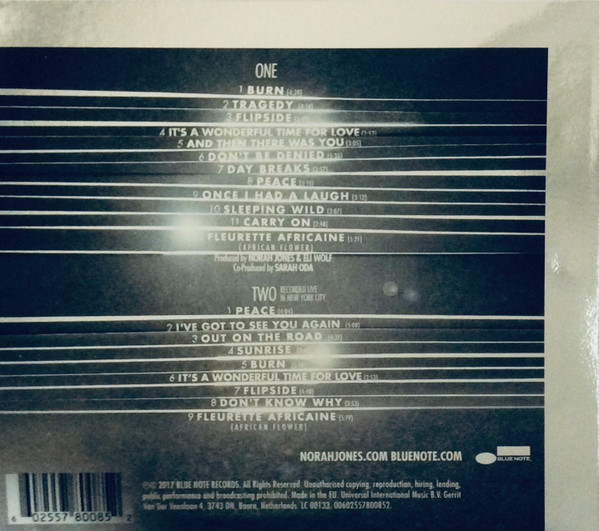 ONE
1 BURN
2 TRAGEDY
3 FLIPSIDE
4 IT'S A WONDERFUL TIME FOR LOVE
5 AND THEN THERE WAS YOU [3:05]
6 DON'T BE DENIED
7 DAY BREAKS
8 PEACE
9 ONCE I HAD A LAUGH [3:12]
10 SLEEPING WILD [3:07]
11 CARRY ON
FLEURETTE AFRICAINE
(AFRICAN FLOWER)
Produced by NORAH JONES & ELI WOLF
Co-Produced by SARAH ODA
TWO RECORDED LIVE
IN NEW YORK CITY
1 PEACE
2 I'VE GOT TO SEE YOU AGAIN
3 OUT ON THE ROAD
4 SUNRISE
5 BURN
6 IT'S A WONDERFUL TIME FOR LOVE
7 FLIPSIDE
8 DON'T KNOW WHY
9 FLEURETTE AFRICAINE
(AFRICAN FLOWER)
NORAHJONES.COM BLUENOTE.COM
BLUE NOTE
2017 BLUE NOTE RECORDS. All Rights Reserved. Unauthorised copying, reproduction, hiring, lending,
public performance and broadcasting prohibited. Made in the EU. Universal International Music B.V. Gerrit
Van Der Veenlaan 4, 3743 DN, Baarn, Netherlands. LC 00133. 00602557800852.
6 02557 80085 2